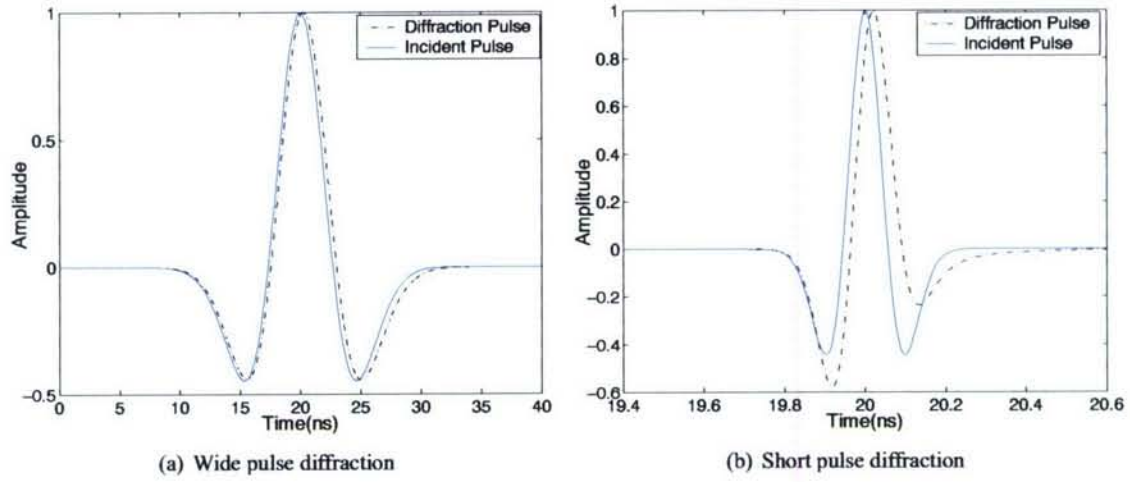 1
0.5
0
−0.5
Amplitude
Diffraction Pulse
Incident Pulse
0 5 10 15 20 25 30 35 40
Time(ns)
(a) Wide pulse diffraction
1
0.8
0.6
0.4
0.2
0
−0.2
−0.4
−0.6
Amplitude
Diffraction Pulse
Incident Pulse
19.4 19.6 19.8 20 20.2 20.4 20.6
Time(ns)
(b) Short pulse diffraction